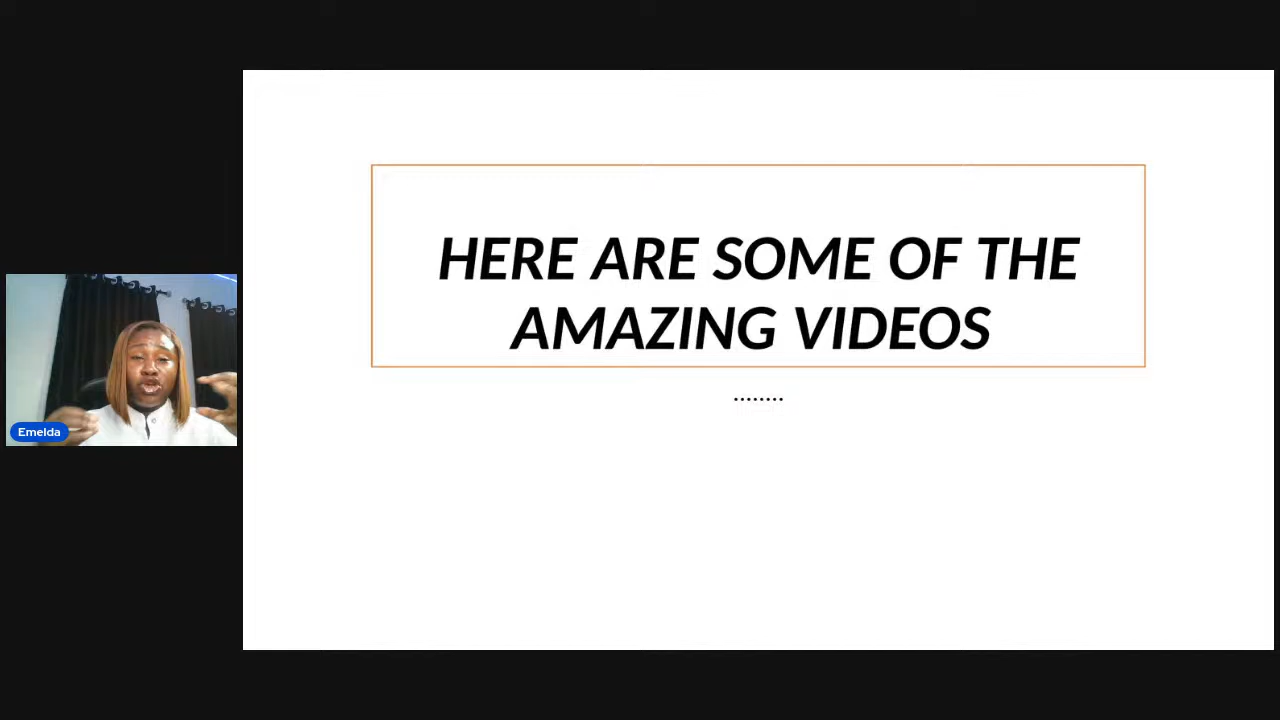 HERE ARE SOME OF THE
AMAZING VIDEOS
........
Emelda